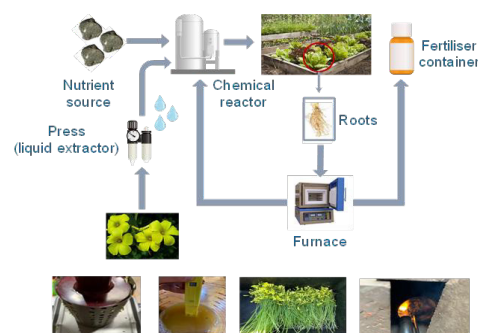 Nutrient
source
Chemical
reactor
Fertiliser
container
Press
(liquid extractor)
Roots
Furnace